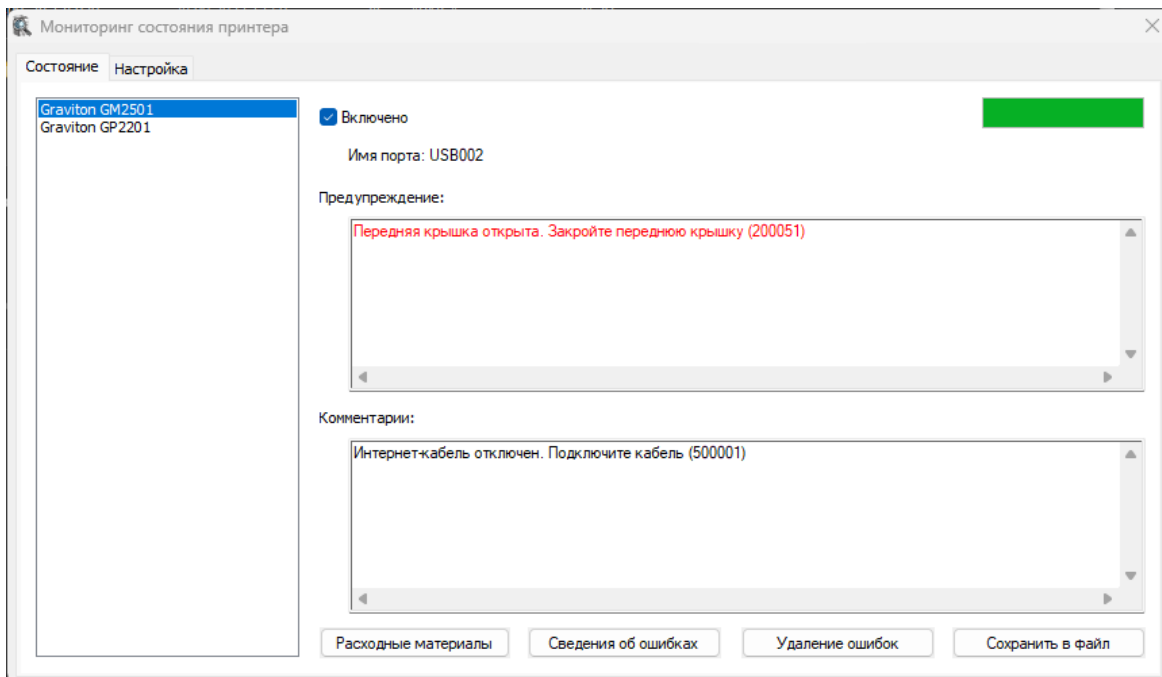 Мониторинг состояния принтера
Состояние
Настройка
Graviton GM2501
Graviton GP2201
Включено
Имя порта: USB002
Предупреждение:
Передняя крышка открыта. Закройте переднюю крышку (200051)
Комментарии:
Интернет-кабель отключен. Подключите кабель (500001)
Расходные материалы
Сведения об ошибках
Удаление ошибок
Сохранить в файл